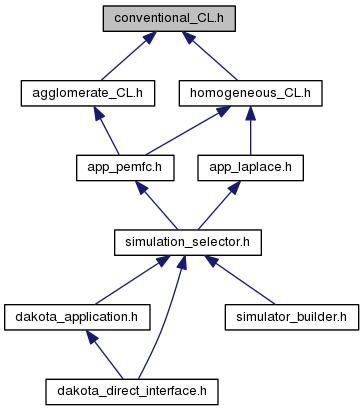 conventional_CL.h
agglomerate_CL.h
homogeneous_CL.h
app_pemfc.h
app_laplace.h
simulation_selector.h
dakota_application.h
simulator_builder.h
dakota_direct_interface.h